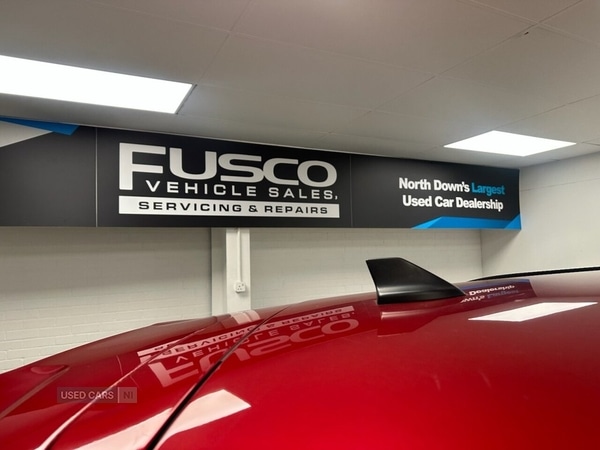 FUSCO
VEHICLE SALES,
SERVICING & REPAIRS
North Down's Largest
Used Car Dealership
USED CARS NI